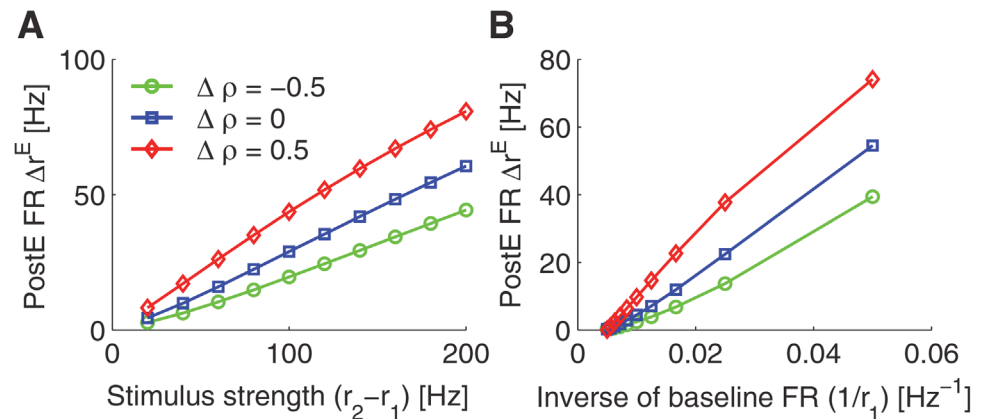 A
B
100
50
0
0
100
200
PostE FR Δr^E [Hz]
Stimulus strength (r₂−r₁) [Hz]
Δ ρ = −0.5
Δ ρ = 0
Δ ρ = 0.5
80
60
40
20
0
0
0.02
0.04
0.06
PostE FR Δr^E [Hz]
Inverse of baseline FR (1/r₁) [Hz⁻¹]